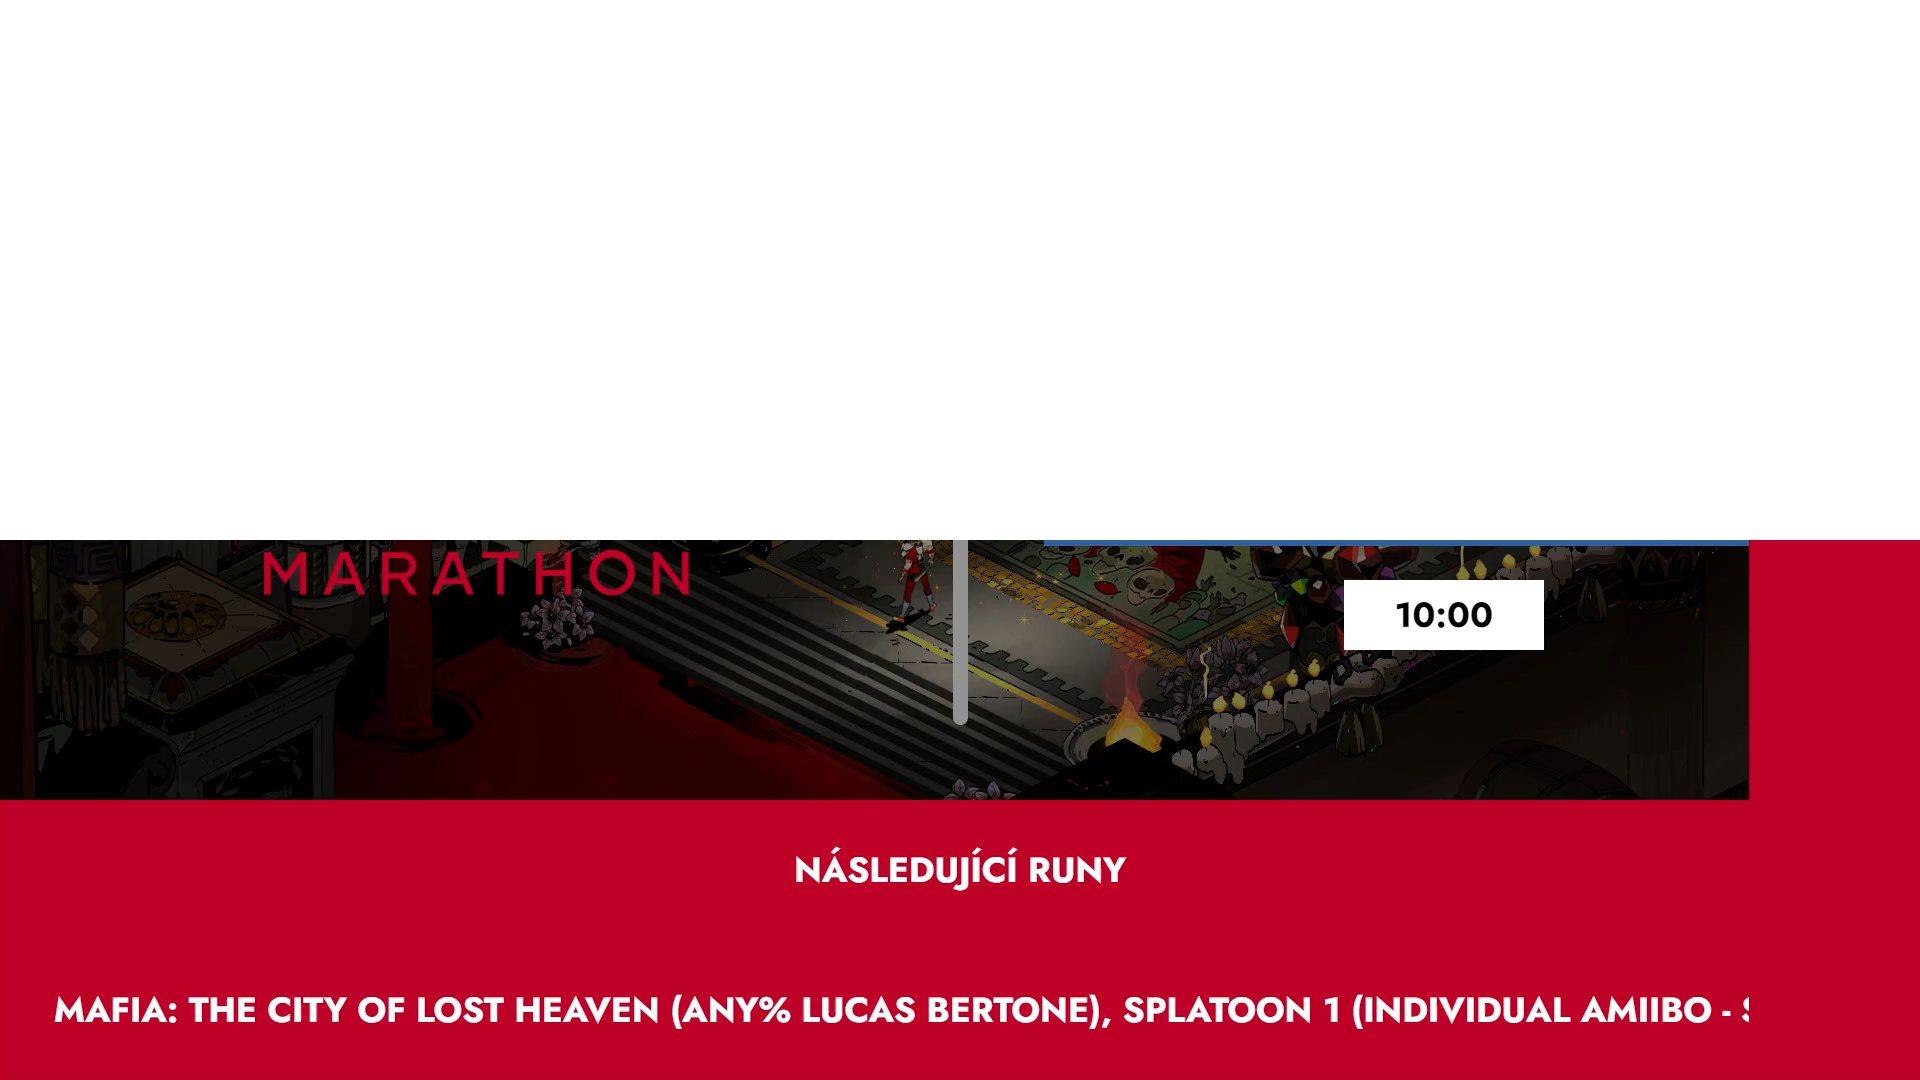 MARATHON
10:00
NÁSLEDUJÍCÍ RUNY
MAFIA: THE CITY OF LOST HEAVEN (ANY% LUCAS BERTONE), SPLATOON 1 (INDIVIDUAL AMIIBO -